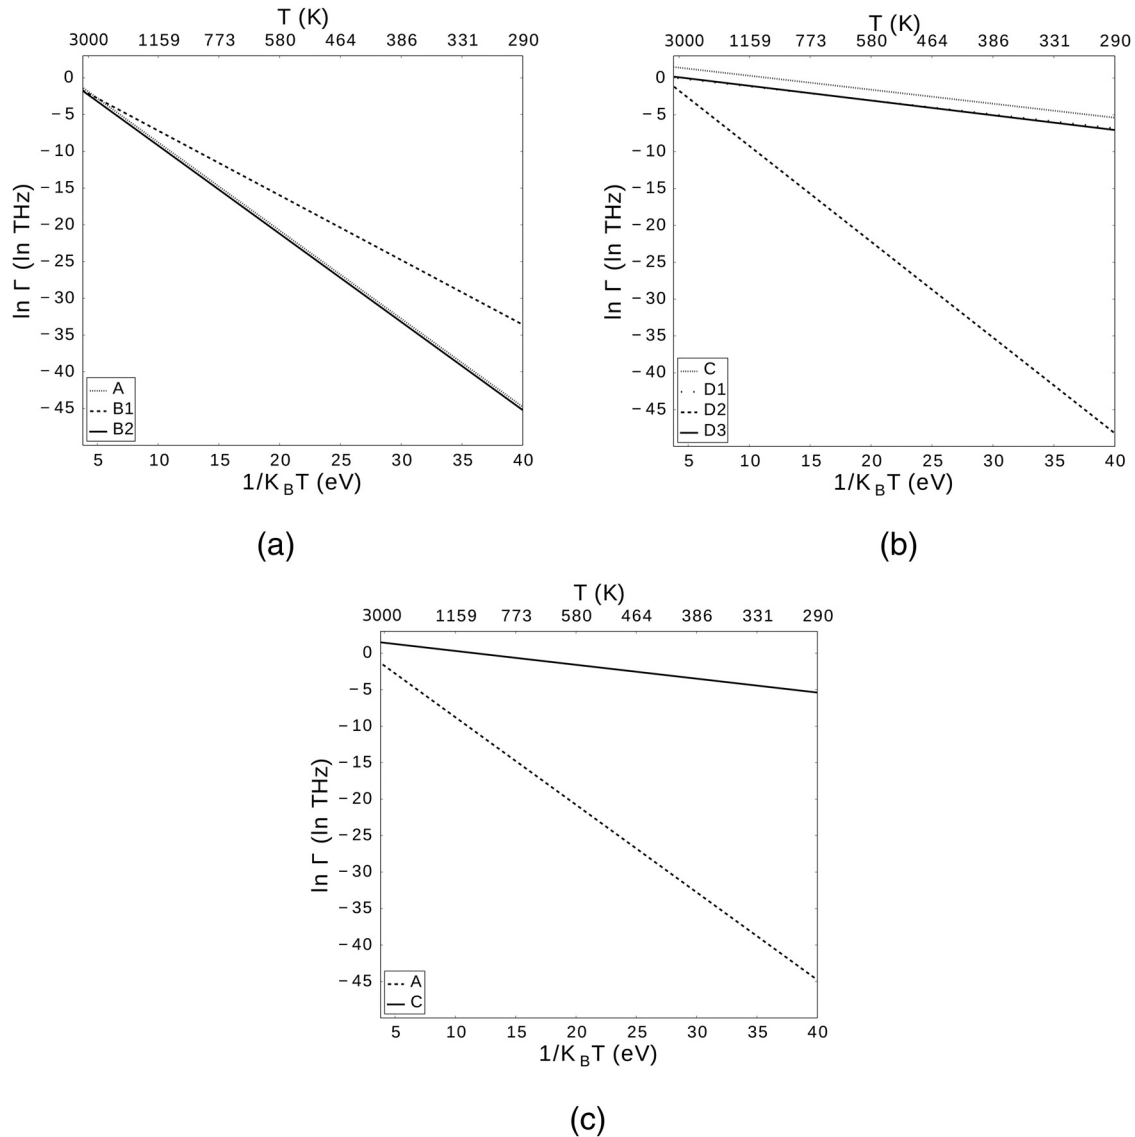 T (K)
3000 1159 773 580 464 386 331 290
0
−5
−10
−15
−20
−25
−30
−35
−40
−45
ln Γ (ln THz)
A
B1
B2
5 10 15 20 25 30 35 40
1/K_BT (eV)
(a)
T (K)
3000 1159 773 580 464 386 331 290
0
−5
−10
−15
−20
−25
−30
−35
−40
−45
ln Γ (ln THz)
C
D1
D2
D3
5 10 15 20 25 30 35 40
1/K_BT (eV)
(b)
T (K)
3000 1159 773 580 464 386 331 290
0
−5
−10
−15
−20
−25
−30
−35
−40
−45
ln Γ (ln THz)
A
C
5 10 15 20 25 30 35 40
1/K_BT (eV)
(c)